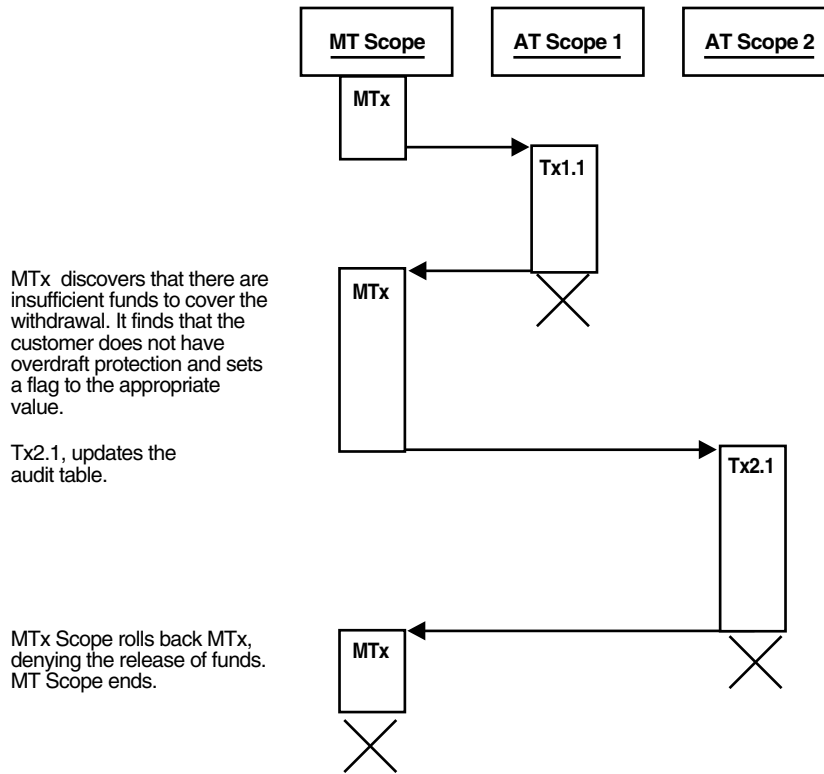 MT Scope
AT Scope 1
AT Scope 2
MTx
Tx1.1
MTx discovers that there are
insufficient funds to cover the
withdrawal. It finds that the
customer does not have
overdraft protection and sets
a flag to the appropriate
value.
MTx
Tx2.1, updates the
audit table.
Tx2.1
MTx Scope rolls back MTx,
denying the release of funds.
MT Scope ends.
MTx